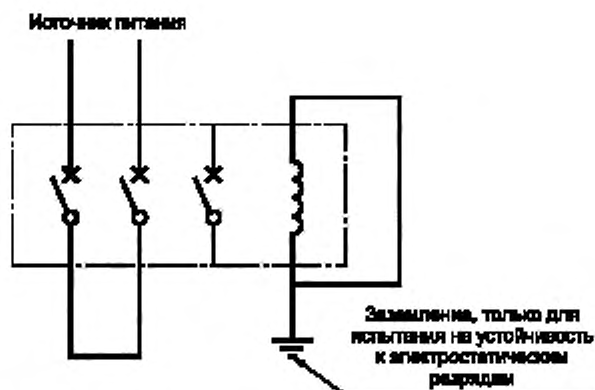 Источник питания
Заземление, только для
испытания на устойчивость
к электростатическим
разрядам